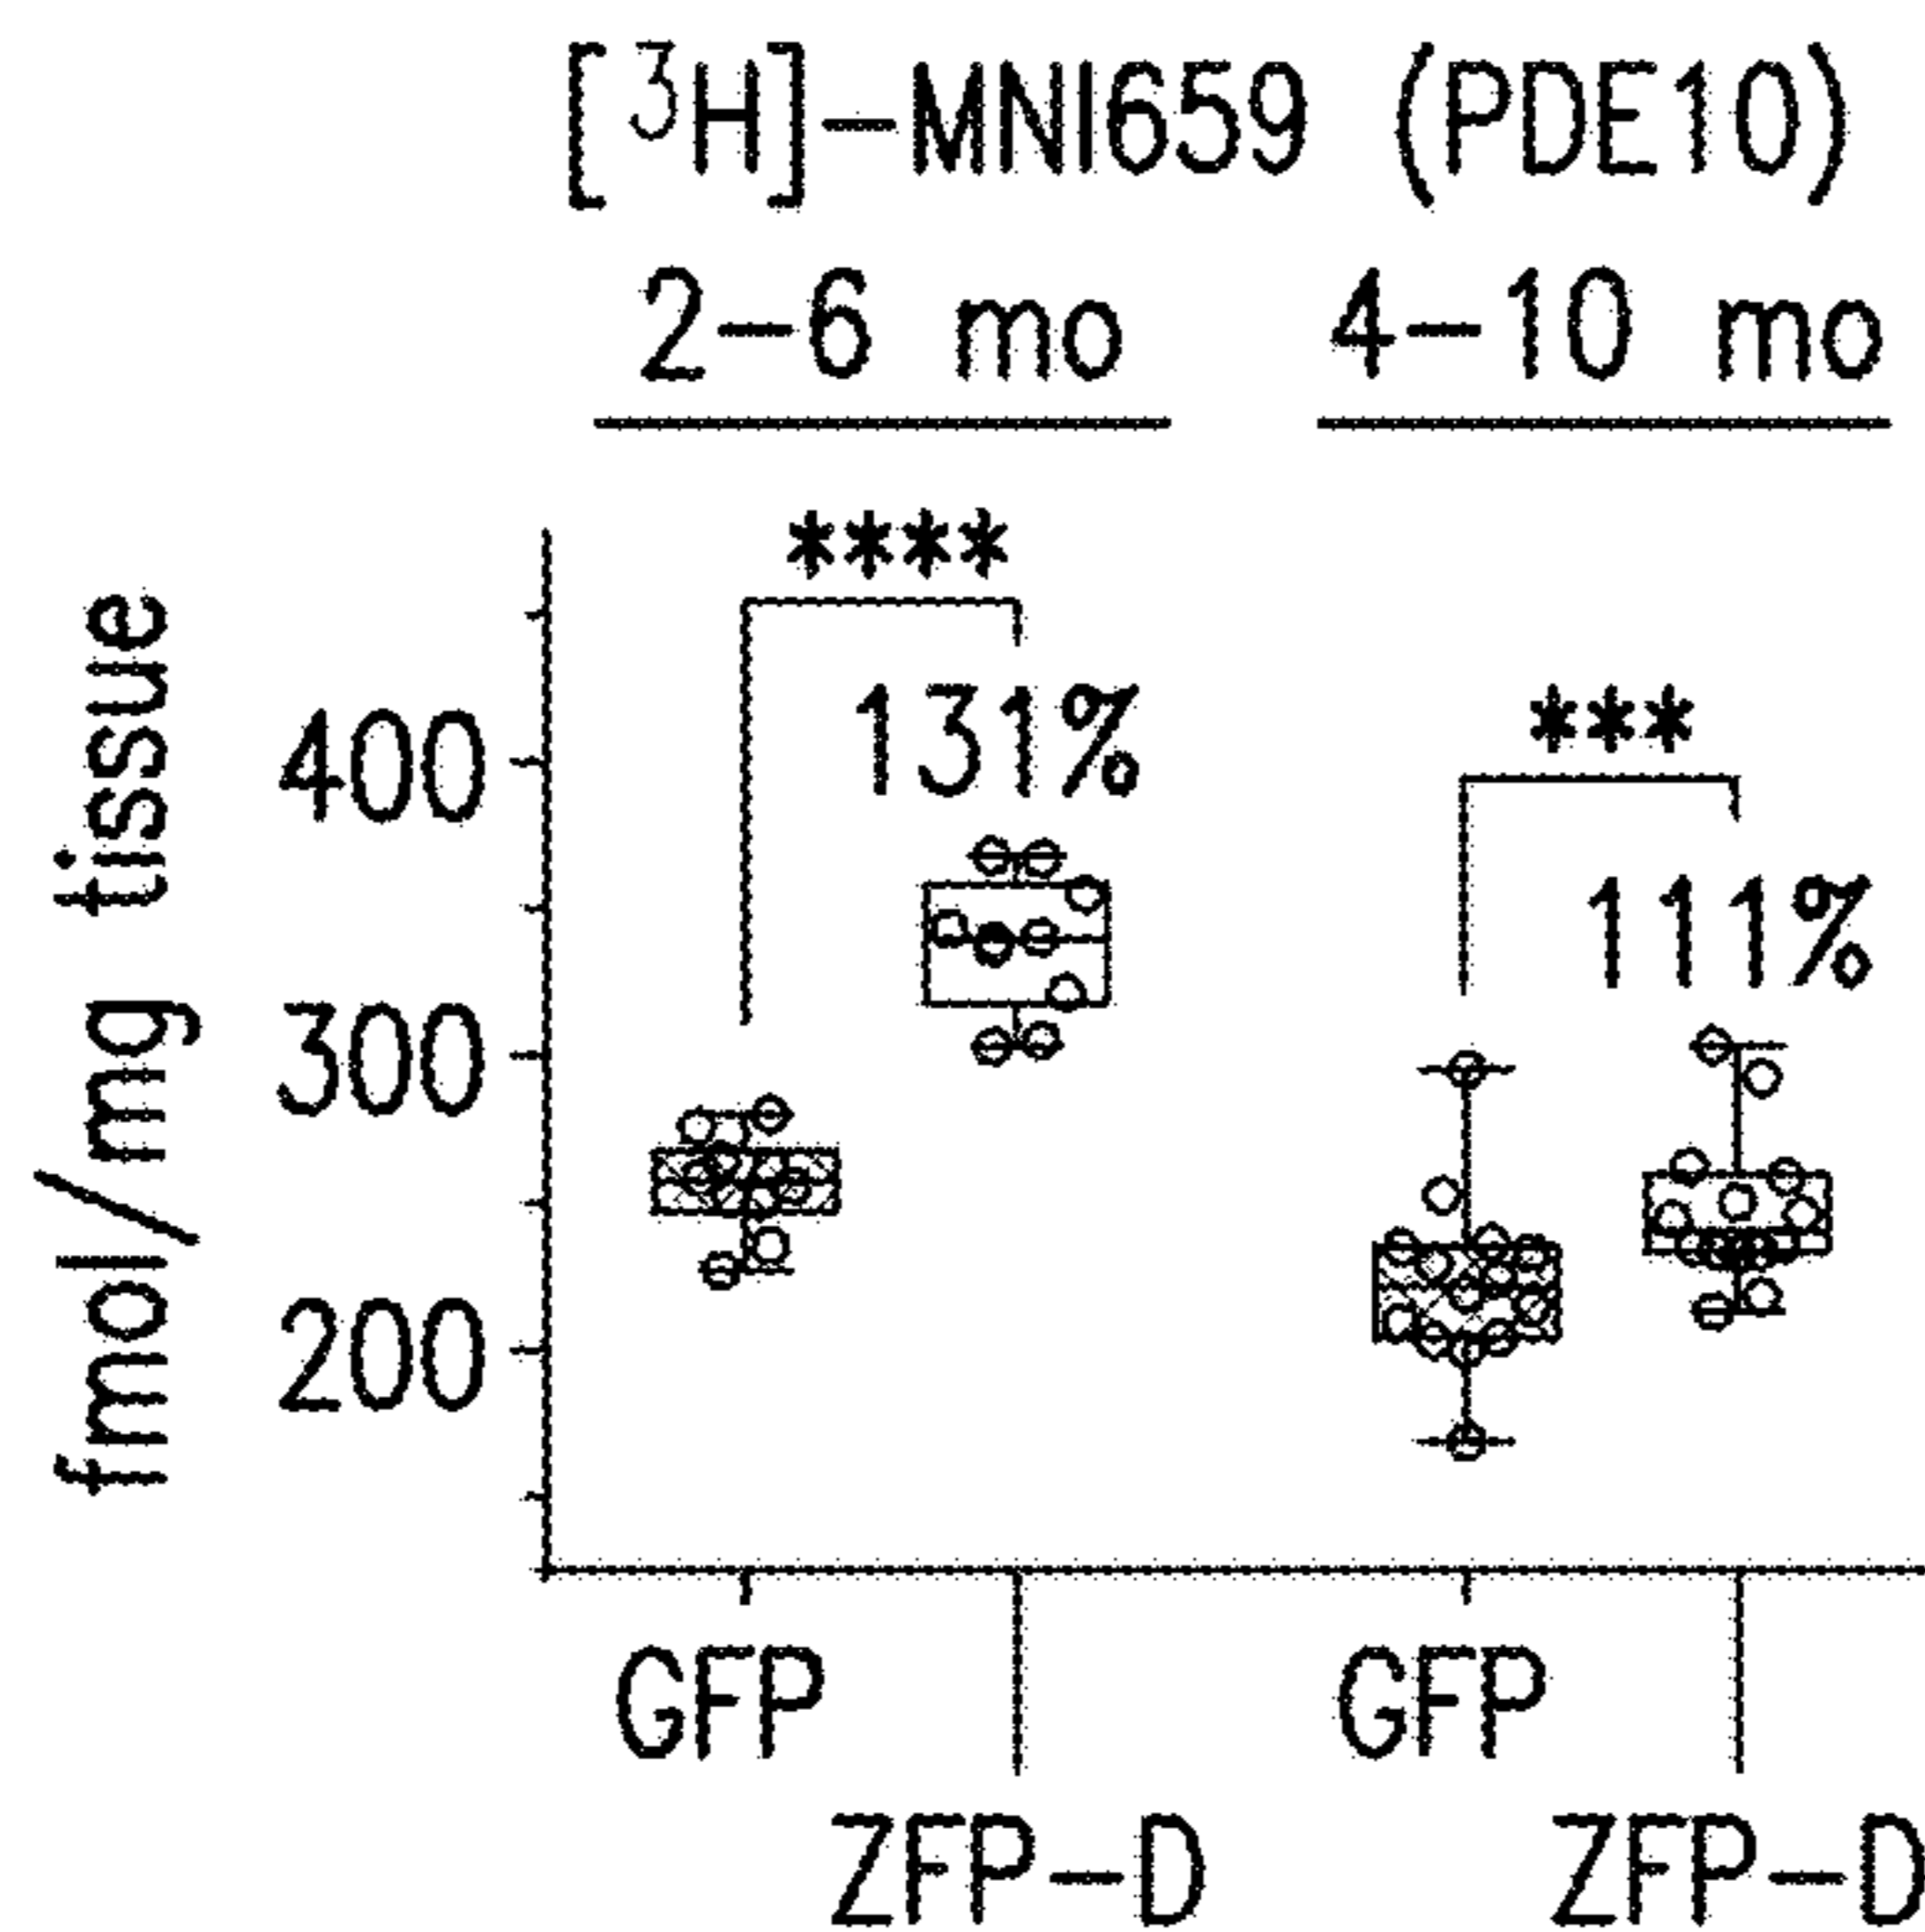 [³H]-MNI659 (PDE10)
2-6 mo 4-10 mo
****
131%
***
111%
fmol/mg tissue
400
300
200
GFP GFP
ZFP-D ZFP-D